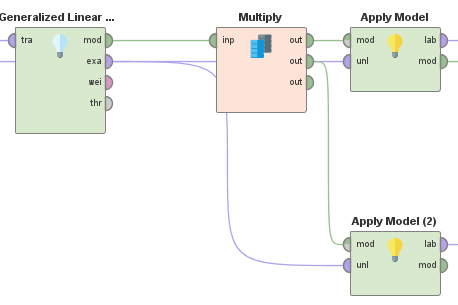 Generalized Linear ...
tra
mod
exa
wei
thr
Multiply
inp
out
out
out
Apply Model
mod
lab
unl
mod
Apply Model (2)
mod
lab
unl
mod